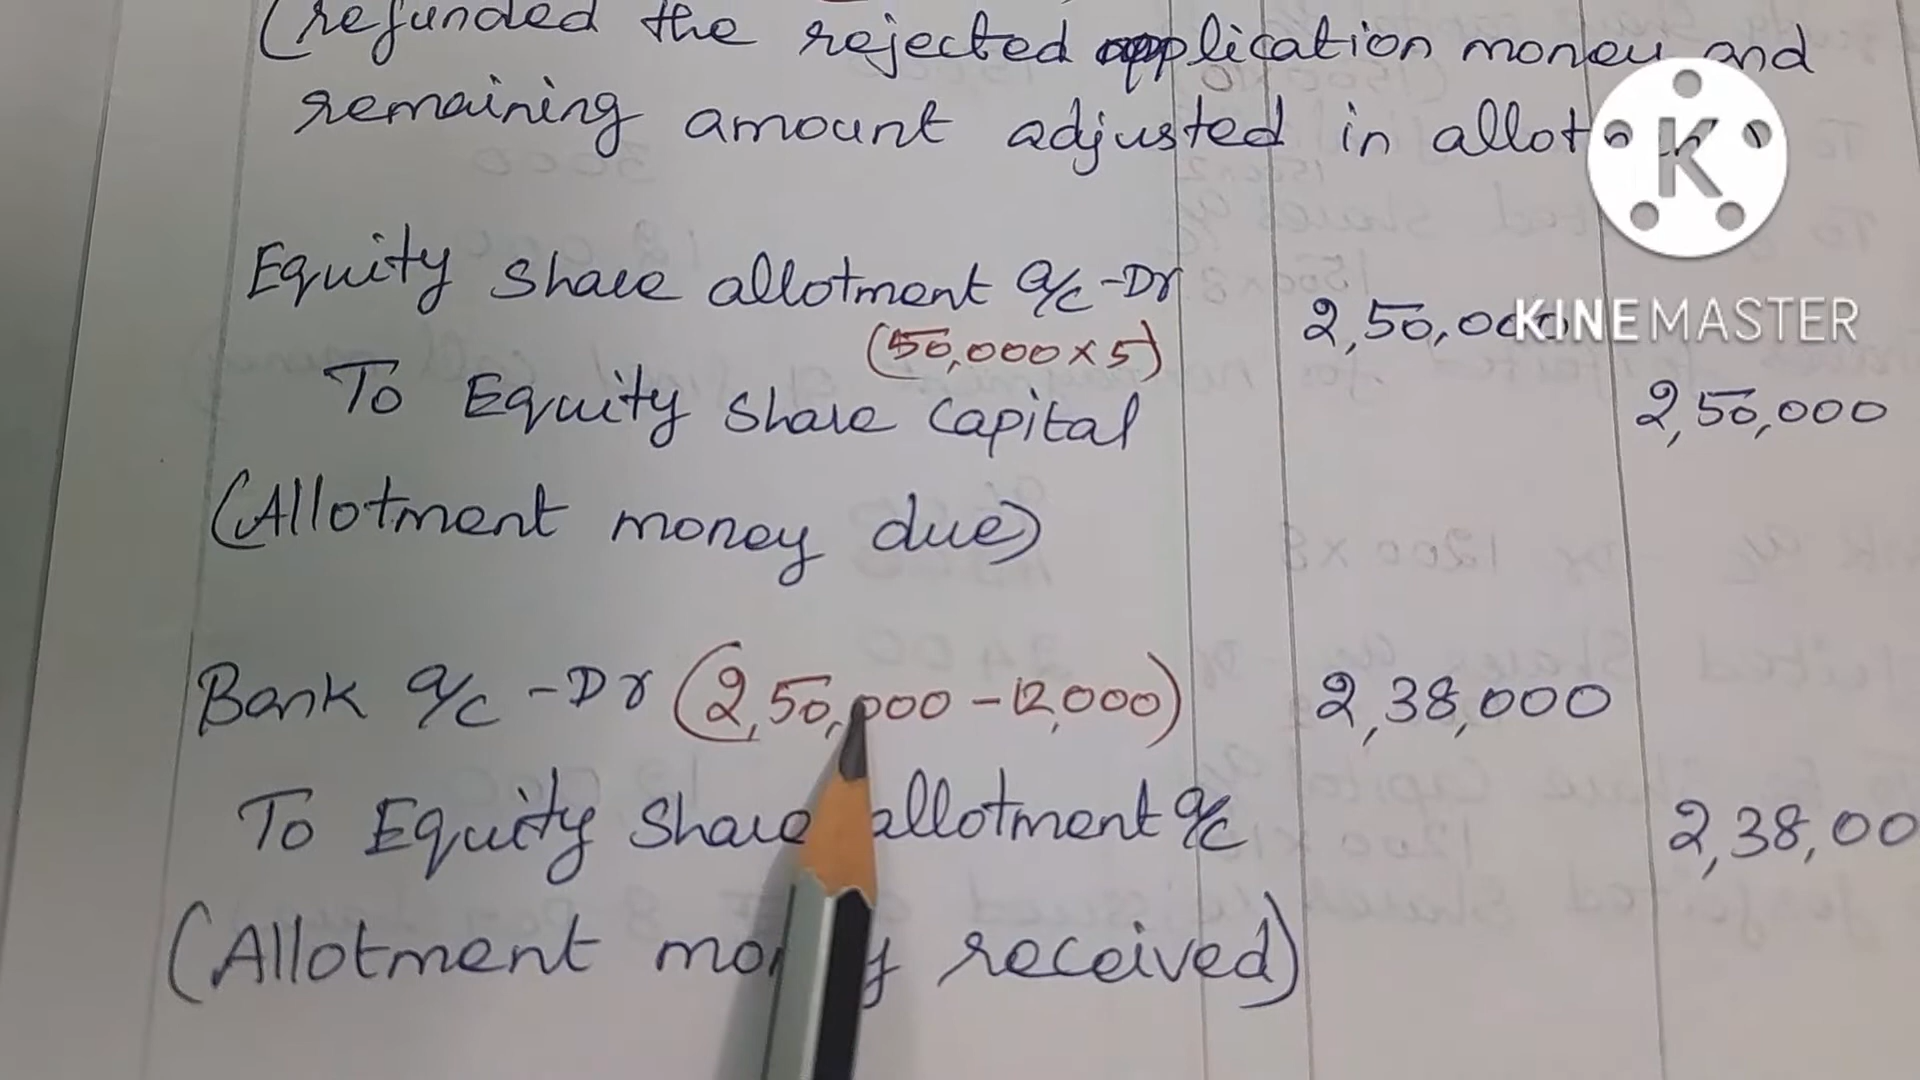 (refunded the rejected application money and
remaining amount adjusted in allot
K
KINEMASTER
Equity Share allotment a/c -Dr 2,50,000
(50,000 x 5)
To Equity Share Capital 2,50,000
(Allotment money due)
Bank a/c -Dr (2,50,000 - 12,000) 2,38,000
To Equity Share allotment a/c 2,38,00
(Allotment money received)